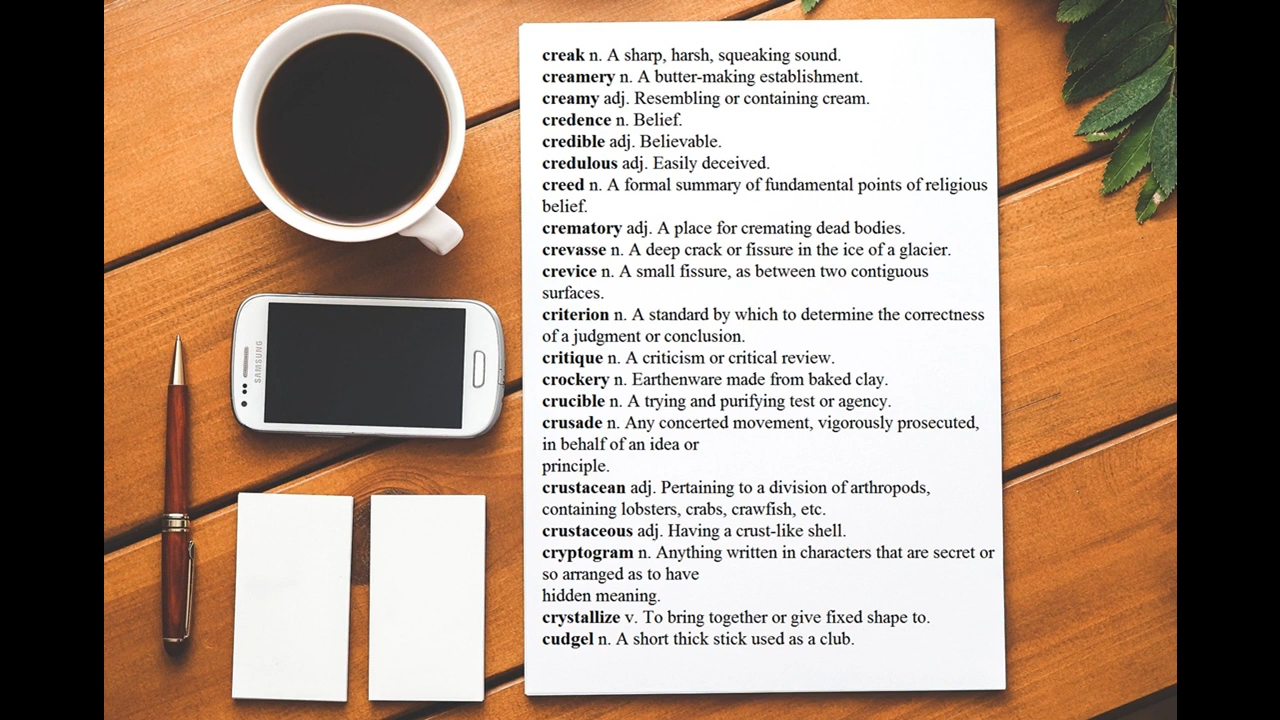 SAMSUNG
creak n. A sharp, harsh, squeaking sound.
creamery n. A butter-making establishment.
creamy adj. Resembling or containing cream.
credence n. Belief.
credible adj. Believable.
credulous adj. Easily deceived.
creed n. A formal summary of fundamental points of religious
belief.
crematory adj. A place for cremating dead bodies.
crevasse n. A deep crack or fissure in the ice of a glacier.
crevice n. A small fissure, as between two contiguous
surfaces.
criterion n. A standard by which to determine the correctness
of a judgment or conclusion.
critique n. A criticism or critical review.
crockery n. Earthenware made from baked clay.
crucible n. A trying and purifying test or agency.
crusade n. Any concerted movement, vigorously prosecuted,
in behalf of an idea or
principle.
crustacean adj. Pertaining to a division of arthropods,
containing lobsters, crabs, crawfish, etc.
crustaceous adj. Having a crust-like shell.
cryptogram n. Anything written in characters that are secret or
so arranged as to have
hidden meaning.
crystallize v. To bring together or give fixed shape to.
cudgel n. A short thick stick used as a club.